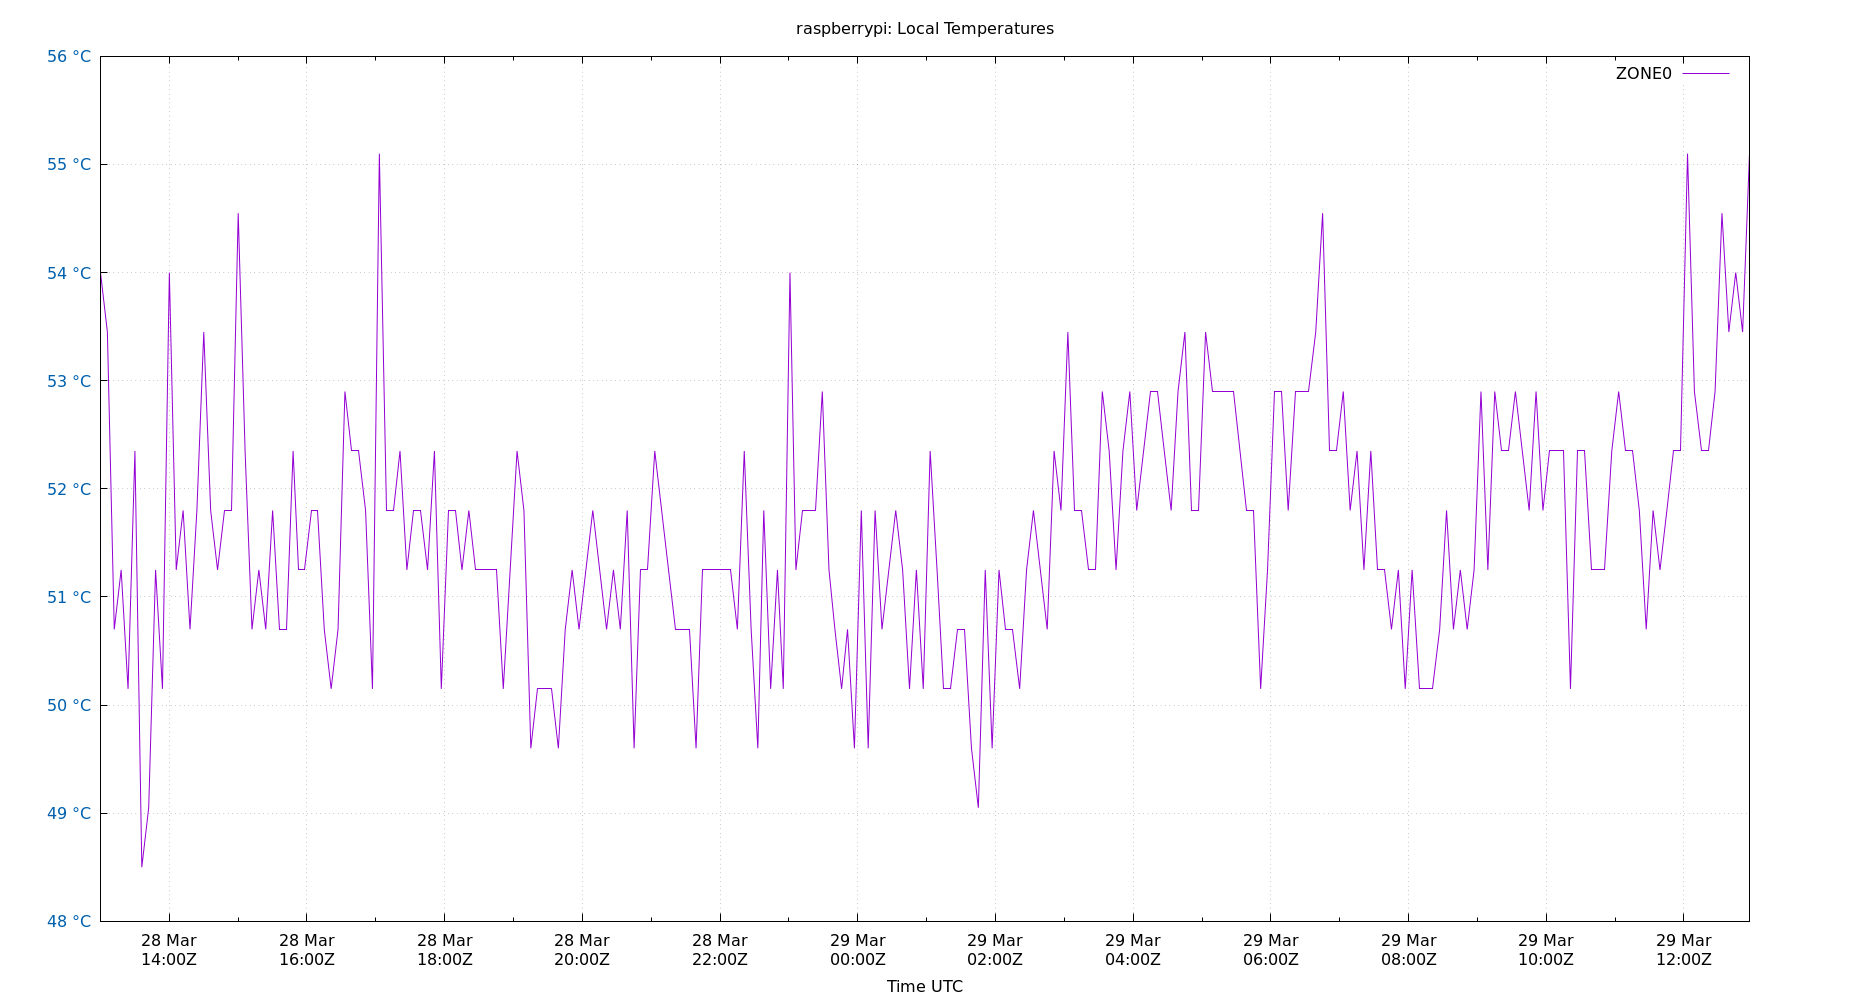 raspberrypi: Local Temperatures
56 °C
ZONE0
55 °C
54 °C
53 °C
52 °C
51 °C
50 °C
49 °C
48 °C
28 Mar 28 Mar 28 Mar 28 Mar 28 Mar 29 Mar 29 Mar 29 Mar 29 Mar 29 Mar 29 Mar 29 Mar
14:00Z 16:00Z 18:00Z 20:00Z 22:00Z 00:00Z 02:00Z 04:00Z 06:00Z 08:00Z 10:00Z 12:00Z
Time UTC